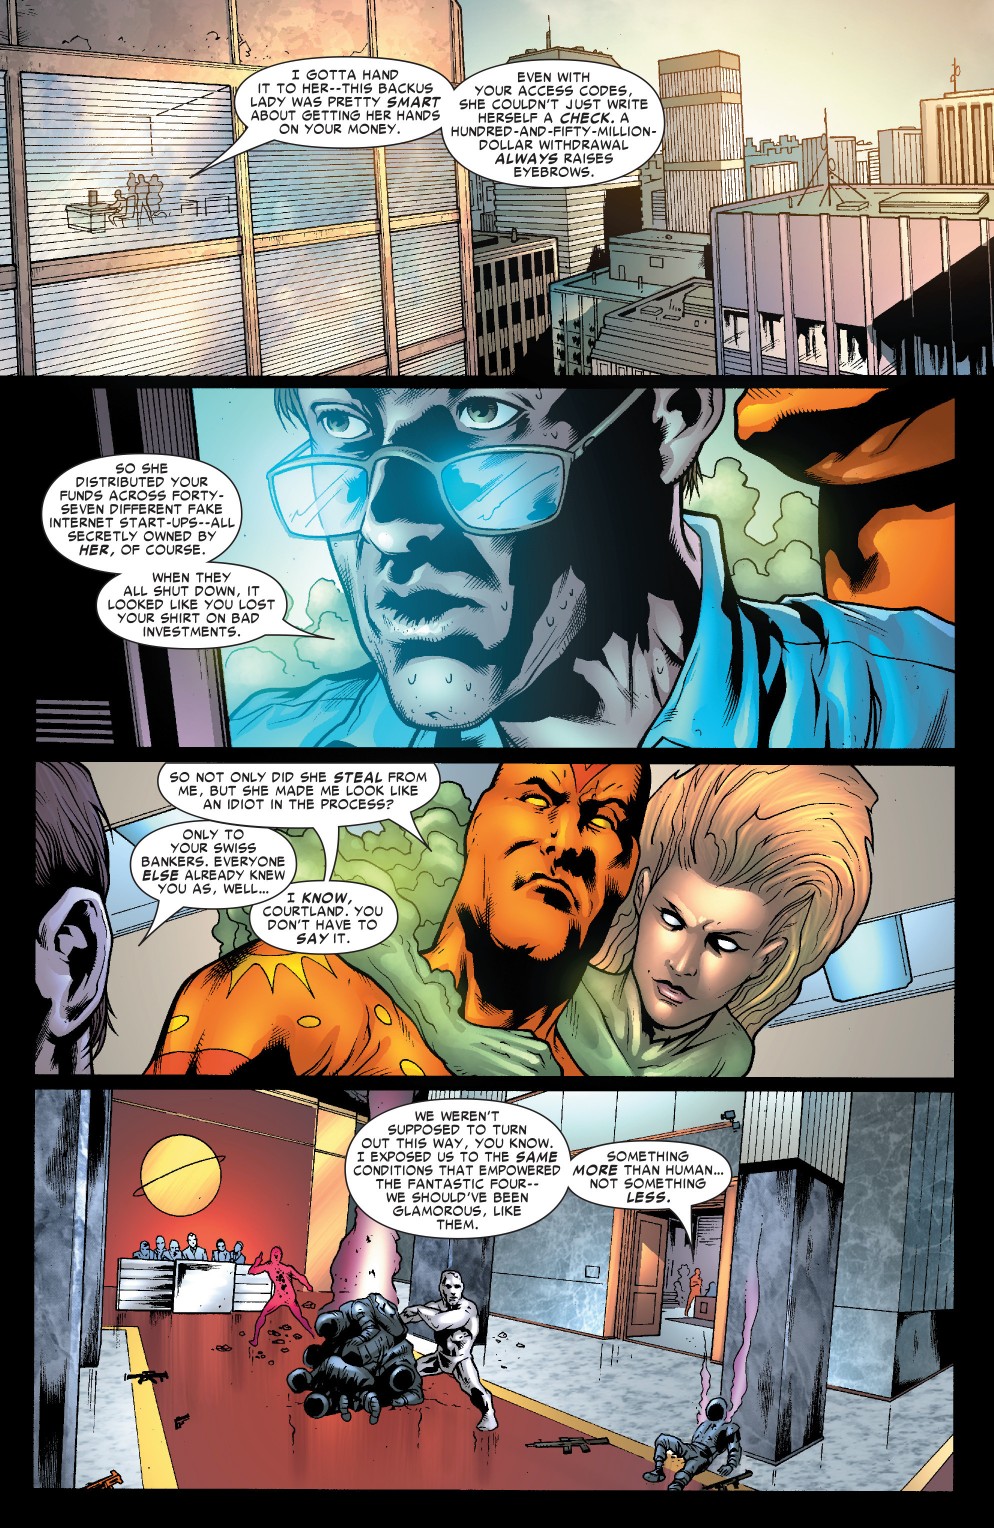 I GOTTA HAND
IT TO HER--THIS BACKUS
LADY WAS PRETTY SMART
ABOUT GETTING HER HANDS
ON YOUR MONEY.
EVEN WITH
YOUR ACCESS CODES,
SHE COULDN'T JUST WRITE
HERSELF A CHECK. A
HUNDRED-AND-FIFTY-MILLION-
DOLLAR WITHDRAWAL
ALWAYS RAISES
EYEBROWS.
SO SHE
DISTRIBUTED YOUR
FUNDS ACROSS FORTY-
SEVEN DIFFERENT FAKE
INTERNET START-UPS--ALL
SECRETLY OWNED BY
HER, OF COURSE.
WHEN THEY
ALL SHUT DOWN, IT
LOOKED LIKE YOU LOST
YOUR SHIRT ON BAD
INVESTMENTS.
SO NOT ONLY DID SHE STEAL FROM
ME, BUT SHE MADE ME LOOK LIKE
AN IDIOT IN THE PROCESS?
ONLY TO
YOUR SWISS
BANKERS. EVERYONE
ELSE ALREADY KNEW
YOU AS, WELL...
I KNOW,
COURTLAND. YOU
DON'T HAVE TO
SAY IT.
WE WEREN'T
SUPPOSED TO TURN
OUT THIS WAY, YOU KNOW.
I EXPOSED US TO THE SAME
CONDITIONS THAT EMPOWERED
THE FANTASTIC FOUR--
WE SHOULD'VE BEEN
GLAMOROUS, LIKE
THEM.
SOMETHING
MORE THAN HUMAN...
NOT SOMETHING
LESS.